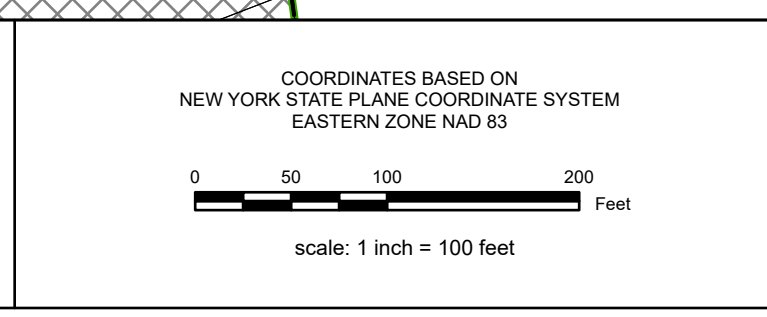 COORDINATES BASED ON
NEW YORK STATE PLANE COORDINATE SYSTEM
EASTERN ZONE NAD 83
0 50 100 200
Feet
scale: 1 inch = 100 feet